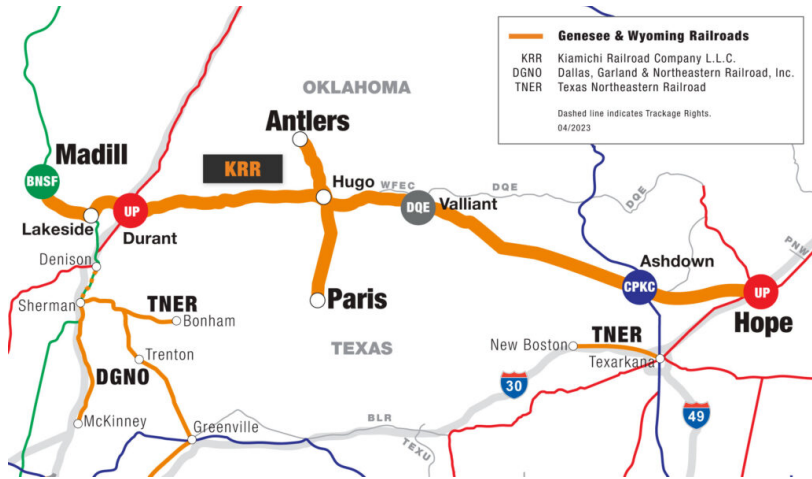 Genesee & Wyoming Railroads
KRR Kiamichi Railroad Company L.L.C.
DGNO Dallas, Garland & Northeastern Railroad, Inc.
TNER Texas Northeastern Railroad
Dashed line indicates Trackage Rights.
04/2023
OKLAHOMA
Antlers
Madill
KRR
BNSF
Hugo
WFEC
DQE
DQE
Lakeside
UP
DQE
Valliant
Durant
PNW
Denison
Ashdown
CPKC
UP
Sherman
TNER
Paris
Hope
Bonham
TNER
New Boston
TEXAS
Trenton
Texarkana
DGNO
30
49
McKinney
Greenville
BLR
TEXU